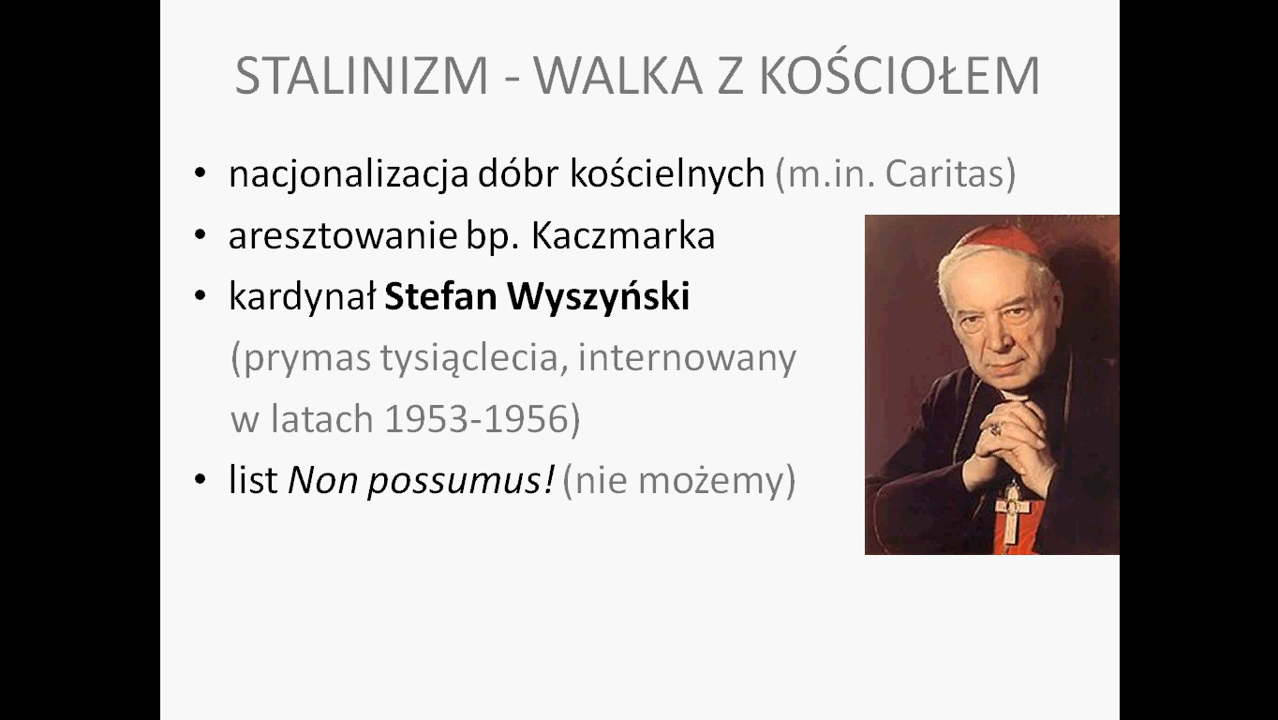 STALINIZM - WALKA Z KOŚCIOŁEM
• nacjonalizacja dóbr kościelnych (m.in. Caritas)
• aresztowanie bp. Kaczmarka
• kardynał Stefan Wyszyński
(prymas tysiąclecia, internowany
w latach 1953-1956)
• list Non possumus! (nie możemy)